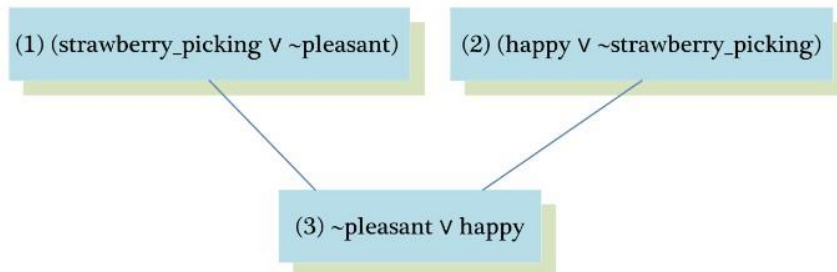 (1) (strawberry_picking ∨ ~pleasant)
(2) (happy ∨ ~strawberry_picking)
(3) ~pleasant ∨ happy